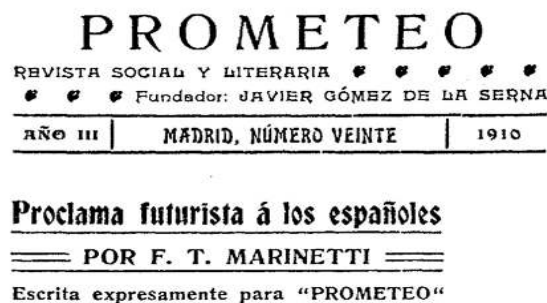 PROMETEO
REVISTA SOCIAL Y LITERARIA
Fundador: JAVIER GÓMEZ DE LA SERNA
AÑO III MADRID, NÚMERO VEINTE 1910
Proclama futurista á los españoles
POR F. T. MARINETTI
Escrita expresamente para “PROMETEO“